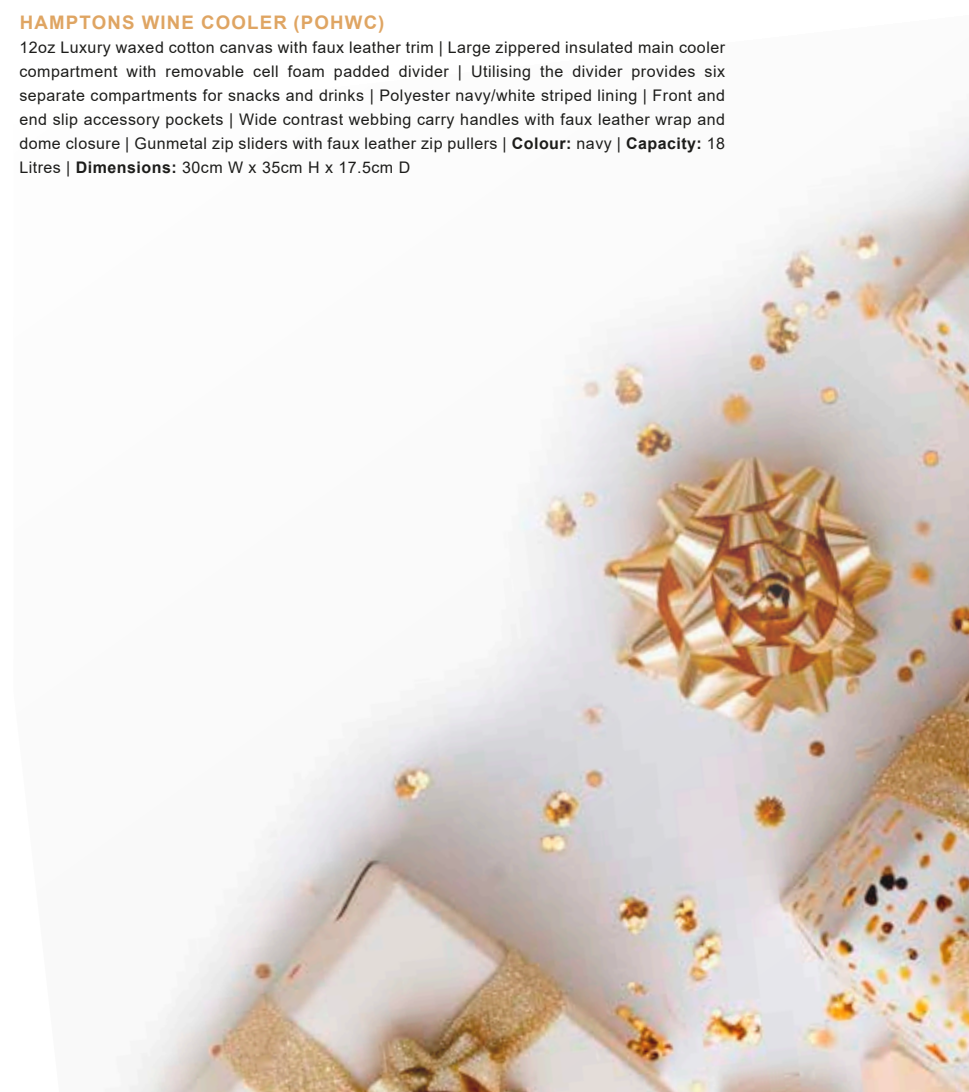 HAMPTONS WINE COOLER (POHWC)
12oz Luxury waxed cotton canvas with faux leather trim | Large zippered insulated main cooler
compartment with removable cell foam padded divider | Utilising the divider provides six
separate compartments for snacks and drinks | Polyester navy/white striped lining | Front and
end slip accessory pockets | Wide contrast webbing carry handles with faux leather wrap and
dome closure | Gunmetal zip sliders with faux leather zip pullers | Colour: navy | Capacity: 18
Litres | Dimensions: 30cm W x 35cm H x 17.5cm D